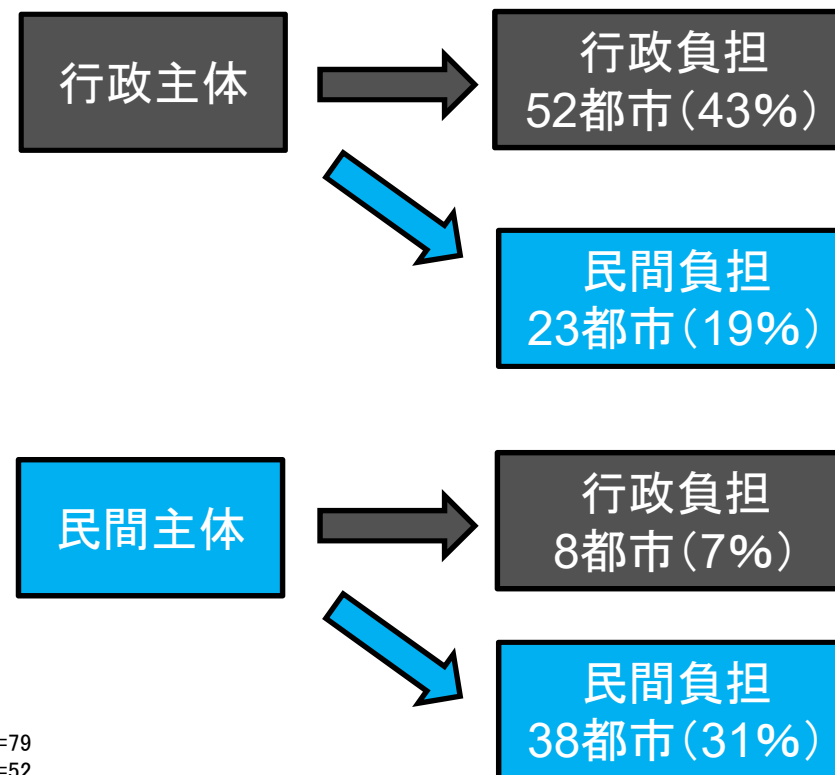 行政主体
行政負担
52都市（43％）
民間負担
23都市（19％）
民間主体
行政負担
8都市（7％）
民間負担
38都市（31％）
=79
=52